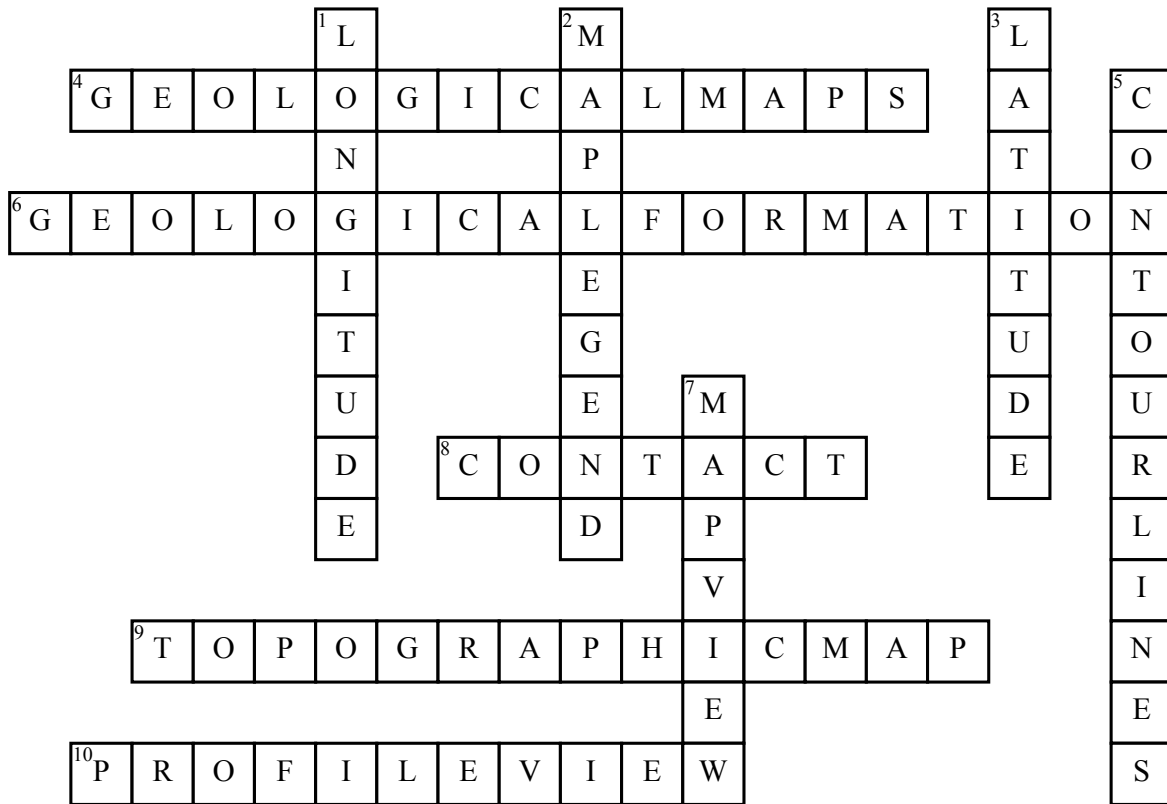 1 L 2 M 3 L
4 G E O L O G I C A L M A P S A 5 C
N P T O
6 G E O L O G I C A L F O R M A T I O N
I E T T
T G U O
U E 7 M D U
D 8 C O N T A C T E R
E D P L
V I
9 T O P O G R A P H I C M A P N
E E
10 P R O F I L E V I E W S